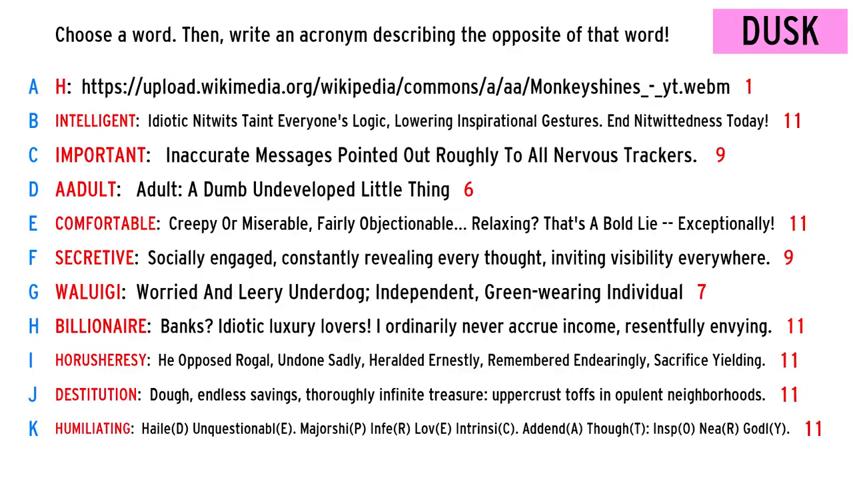 Choose a word. Then, write an acronym describing the opposite of that word!
DUSK
A H: https://upload.wikimedia.org/wikipedia/commons/a/aa/Monkeyshines_-_yt.webm 1
B INTELLIGENT: Idiotic Nitwits Taint Everyone's Logic, Lowering Inspirational Gestures. End Nitwittedness Today! 11
C IMPORTANT: Inaccurate Messages Pointed Out Roughly To All Nervous Trackers. 9
D AADULT: Adult: A Dumb Undeveloped Little Thing 6
E COMFORTABLE: Creepy Or Miserable, Fairly Objectionable... Relaxing? That's A Bold Lie -- Exceptionally! 11
F SECRETIVE: Socially engaged, constantly revealing every thought, inviting visibility everywhere. 9
G WALUIGI: Worried And Leery Underdog; Independent, Green-wearing Individual 7
H BILLIONAIRE: Banks? Idiotic luxury lovers! I ordinarily never accrue income, resentfully envying. 11
I HORUSHERESY: He Opposed Rogal, Undone Sadly, Heralded Ernestly, Remembered Endearingly, Sacrifice Yielding. 11
J DESTITUTION: Dough, endless savings, thoroughly infinite treasure: uppercrust toffs in opulent neighborhoods. 11
K HUMILIATING: Haile(D) Unquestionabl(E). Majorshi(P) Infe(R) Lov(E) Intrinsi(C). Addend(A) Though(T): Insp(O) Nea(R) Godl(Y). 11